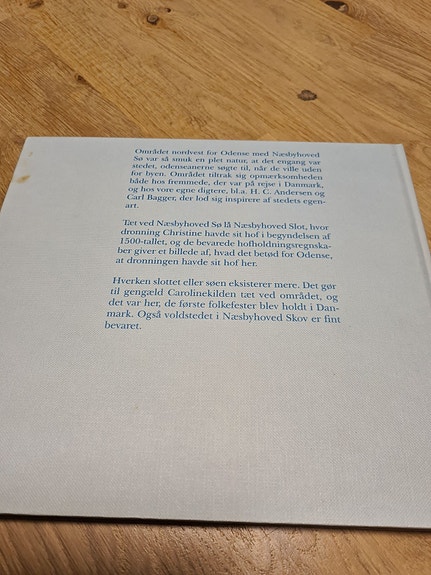 Området nordvest for Odense med Næsbyhoved
Sø var så smuk en plet natur, at det engang var
stedet, odenseanerne søgte til, når de ville uden
for byen. Området tiltrak sig opmærksomheden
både hos fremmede, der var på rejse i Danmark,
og hos vore egne digtere, bl.a. H. C. Andersen og
Carl Bagger, der lod sig inspirere af stedets egen-
art.
Tæt ved Næsbyhoved Sø lå Næsbyhoved Slot, hvor
dronning Christine havde sit hof i begyndelsen af
1500-tallet, og de bevarede hofholdningsregnska-
ber giver et billede af, hvad det betød for Odense,
at dronningen havde sit hof her.
Hverken slottet eller søen eksisterer mere. Det gør
til gengæld Carolinekilden tæt ved området, og
det var her, de første folkefester blev holdt i Dan-
mark. Også voldstedet i Næsbyhoved Skov er fint
bevaret.